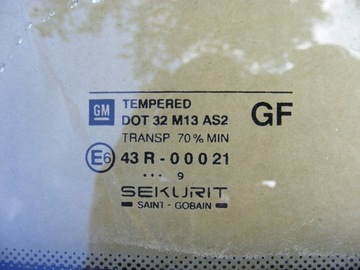 TEMPERED
GM DOT 32 M13 AS2 GF
TRANSP. 70% MIN
E6 43 R-00021
••• 9
SEKURIT
SAINT - GOBAIN